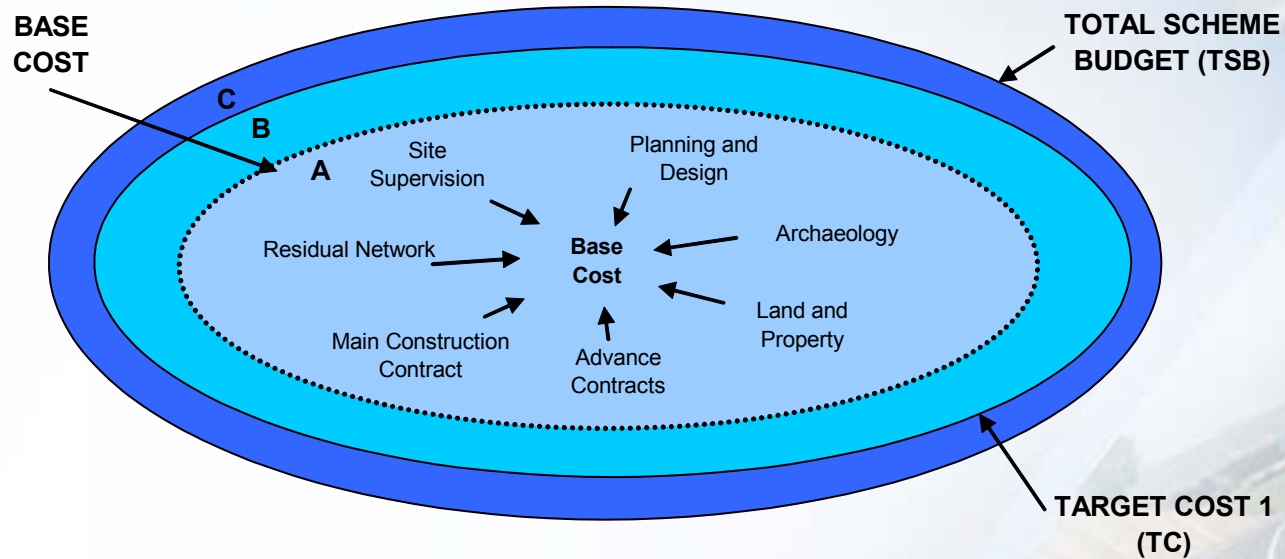 BASE
COST
TOTAL SCHEME
BUDGET (TSB)
C
B
A
Site
Supervision
Planning and
Design
Residual Network
Base
Cost
Archaeology
Main Construction
Contract
Advance
Contracts
Land and
Property
TARGET COST 1
(TC)